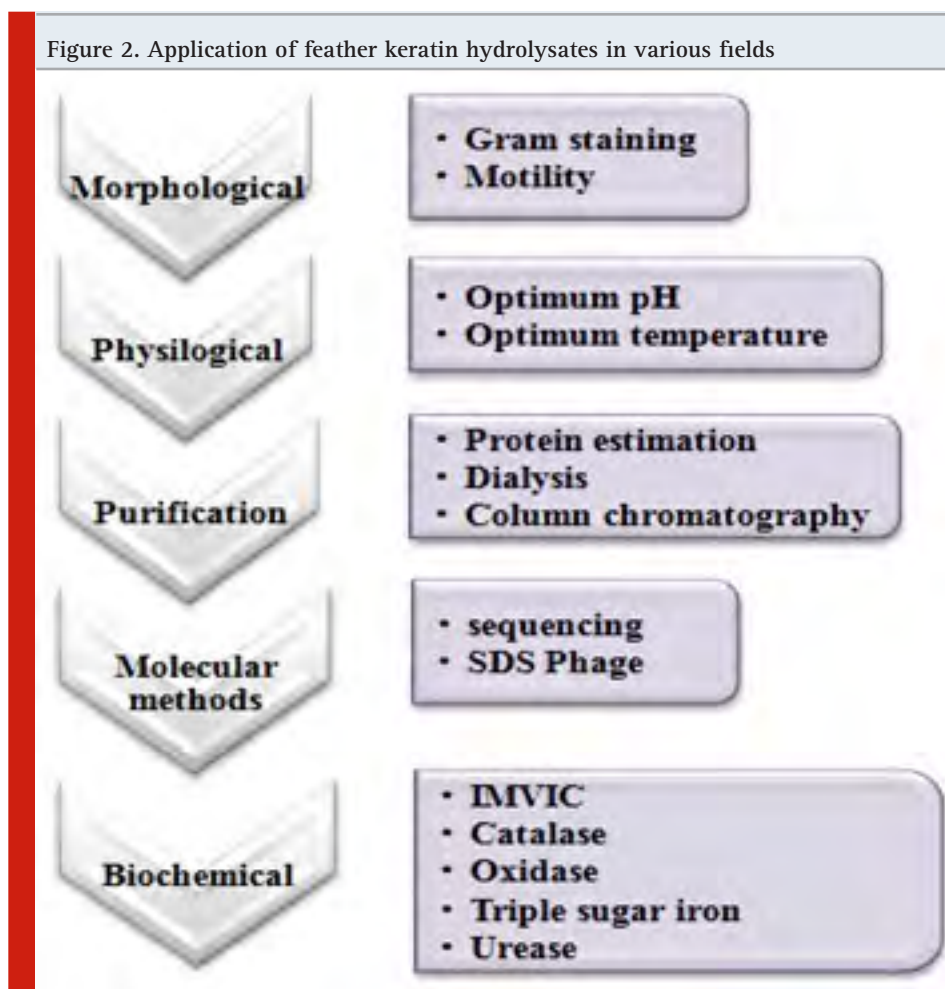 Figure 2. Application of feather keratin hydrolysates in various fields
Morphological
• Gram staining
• Motility
Physilogical
• Optimum pH
• Optimum temperature
Purification
• Protein estimation
• Dialysis
• Column chromatography
Molecular
methods
• sequencing
• SDS Phage
Biochemical
• IMVIC
• Catalase
• Oxidase
• Triple sugar iron
• Urease